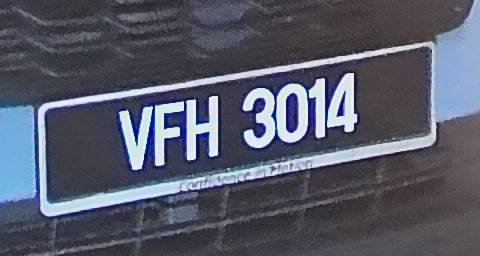 VFH 3014
Confidence in Motion